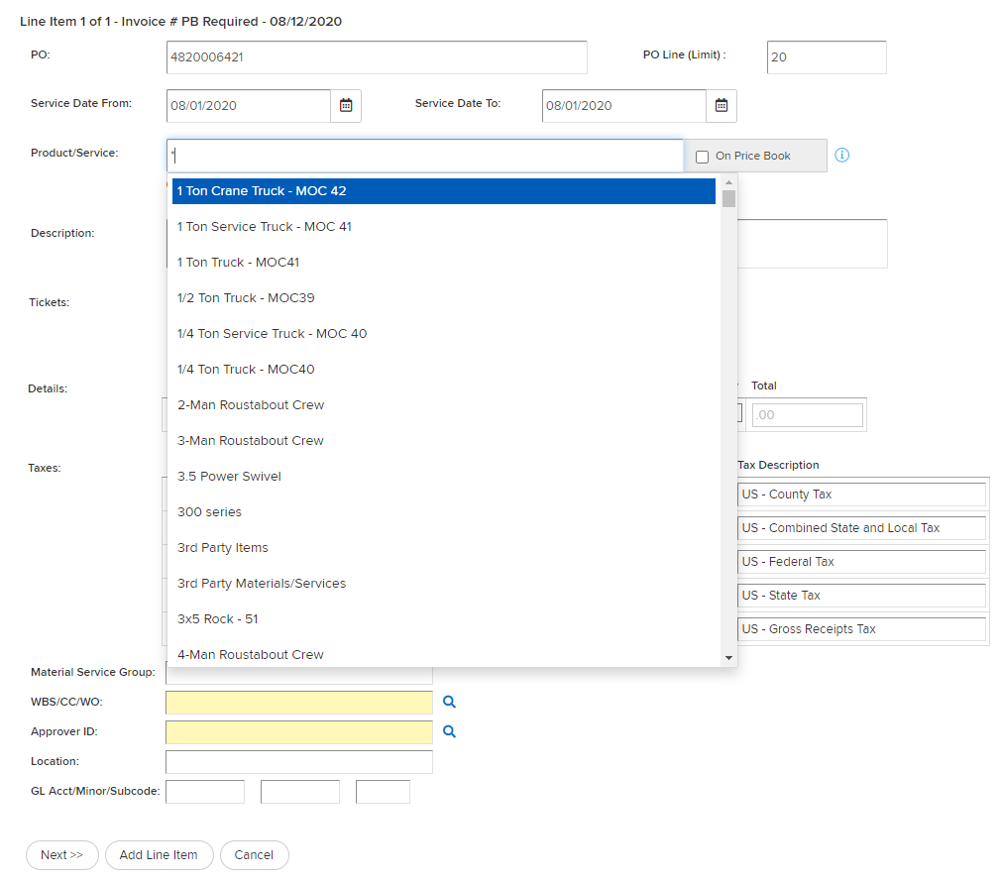 Line Item 1 of 1 - Invoice # PB Required - 08/12/2020
PO: 4820006421 PO Line (Limit) : 20
Service Date From: 08/01/2020 Service Date To: 08/01/2020
Product/Service: * On Price Book
1 Ton Crane Truck - MOC 42
1 Ton Service Truck - MOC 41
Description:
1 Ton Truck - MOC41
1/2 Ton Truck - MOC39
Tickets:
1/4 Ton Service Truck - MOC 40
1/4 Ton Truck - MOC40
Details: Total
2-Man Roustabout Crew .00
3-Man Roustabout Crew
Taxes: Tax Description
3.5 Power Swivel
US - County Tax
300 series
US - Combined State and Local Tax
3rd Party Items
US - Federal Tax
3rd Party Materials/Services
US - State Tax
3x5 Rock - 51
US - Gross Receipts Tax
4-Man Roustabout Crew
Material Service Group:
WBS/CC/WO:
Approver ID:
Location:
GL Acct/Minor/Subcode:
Next >> Add Line Item Cancel